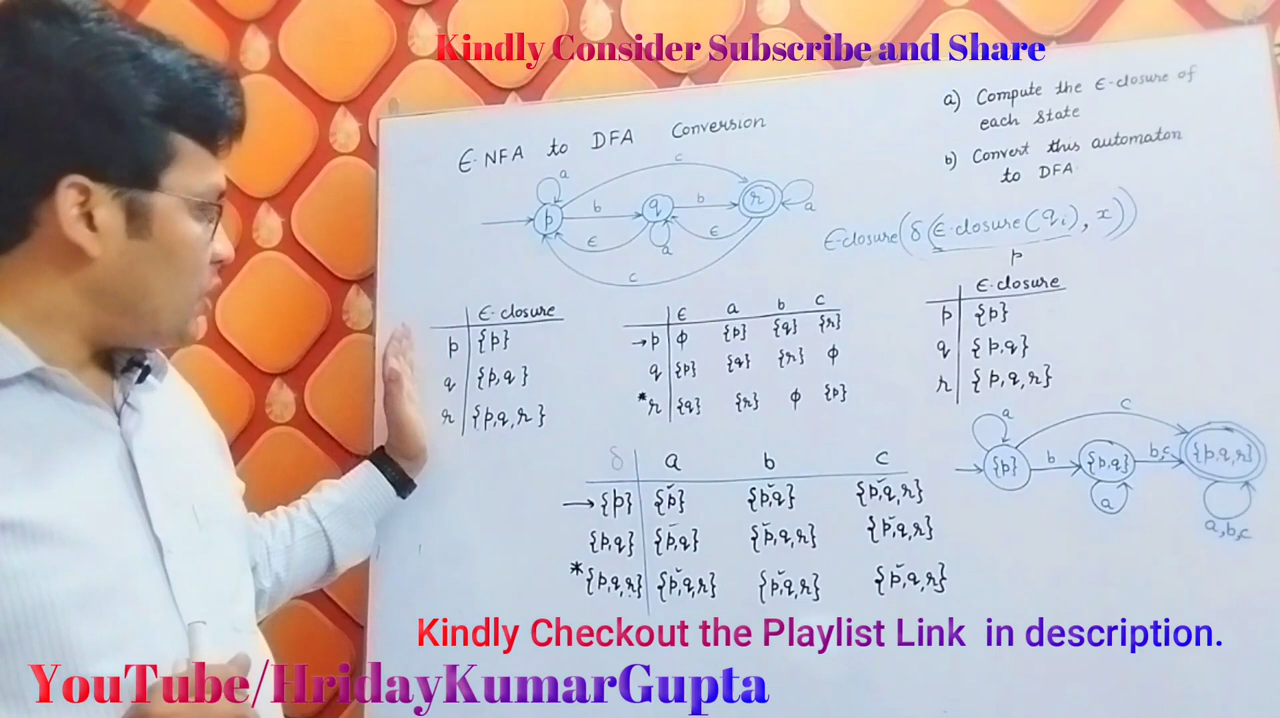 Kindly Consider Subscribe and Share
a) Compute the ε-closure of
each state
b) Convert this automaton
to DFA.
ε-NFA to DFA Conversion
a
c
p b q b r a
ε a ε
c
ε-closure(δ(ε-closure(qi), x))
p
ε-closure
p {p}
q {p,q}
r {p,q,r}
ε a b c
→p ϕ {p} {q} {r}
q {p} {q} {r} ϕ
*r {q} {r} ϕ {p}
ε-closure
p {p}
q {p,q}
r {p,q,r}
a c
{p} b {p,q} b,c {p,q,r}
a
a,b,c
δ a b c
→{p} {p} {p,q} {p,q,r}
{p,q} {p,q} {p,q,r} {p,q,r}
*{p,q,r} {p,q,r} {p,q,r} {p,q,r}
Kindly Checkout the Playlist Link in description.
YouTube/HridayKumarGupta